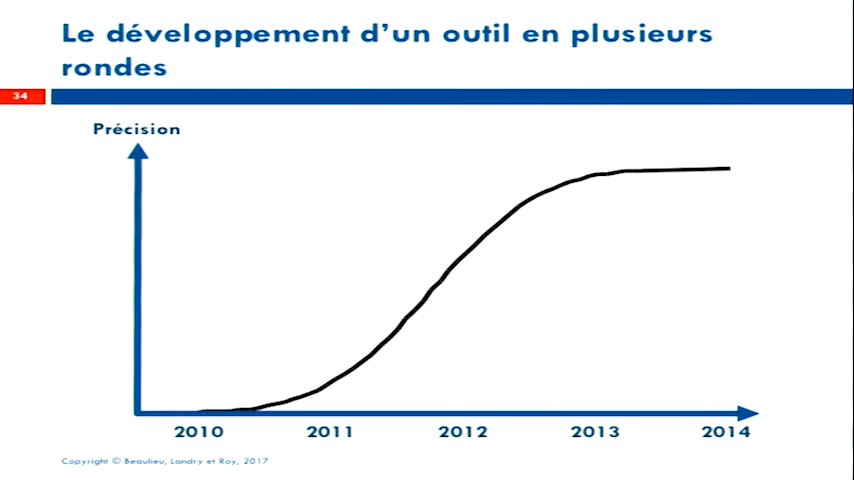 Le développement d'un outil en plusieurs
rondes
34
Précision
2010 2011 2012 2013 2014
Copyright © Beaulieu, Landry et Roy, 2017